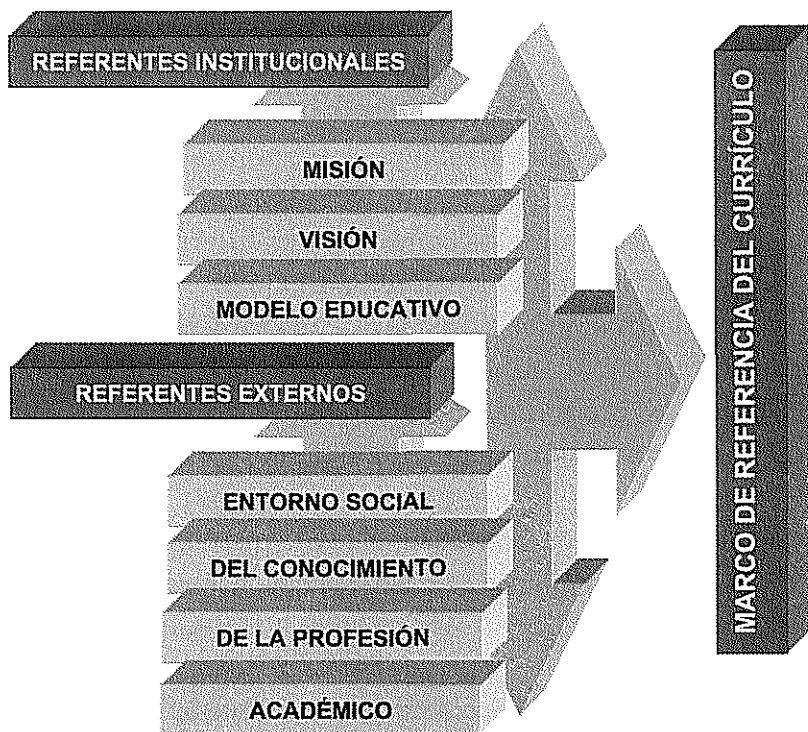 REFERENTES INSTITUCIONALES
MISIÓN
VISIÓN
MODELO EDUCATIVO
REFERENTES EXTERNOS
ENTORNO SOCIAL
DEL CONOCIMIENTO
DE LA PROFESIÓN
ACADÉMICO
MARCO DE REFERENCIA DEL CURRÍCULO